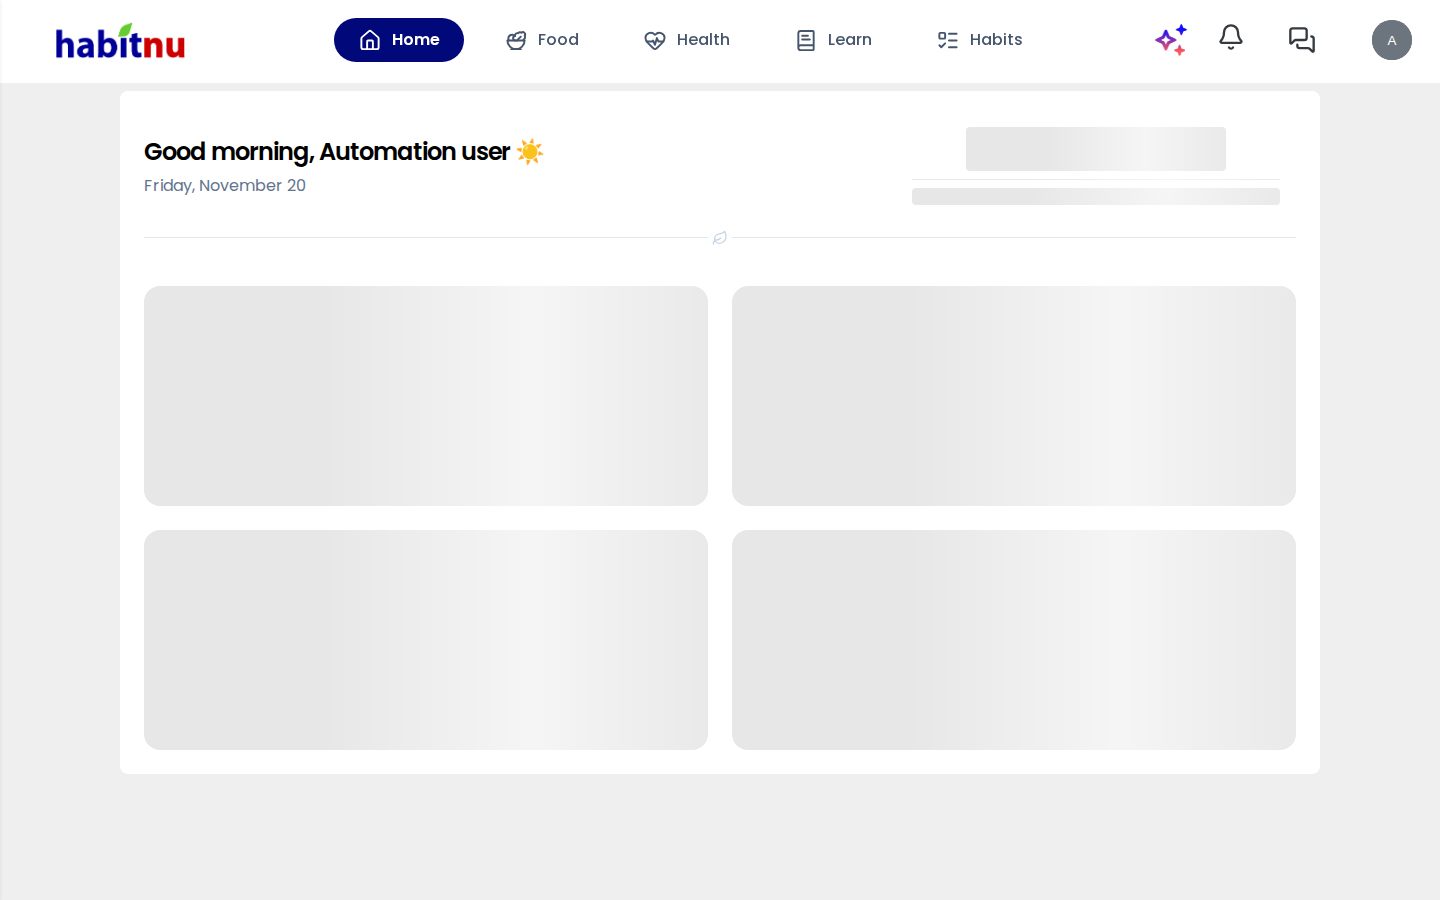 habitnu
Home
Food
Health
Learn
Habits
A
Good morning, Automation user ☀️
Friday, November 20